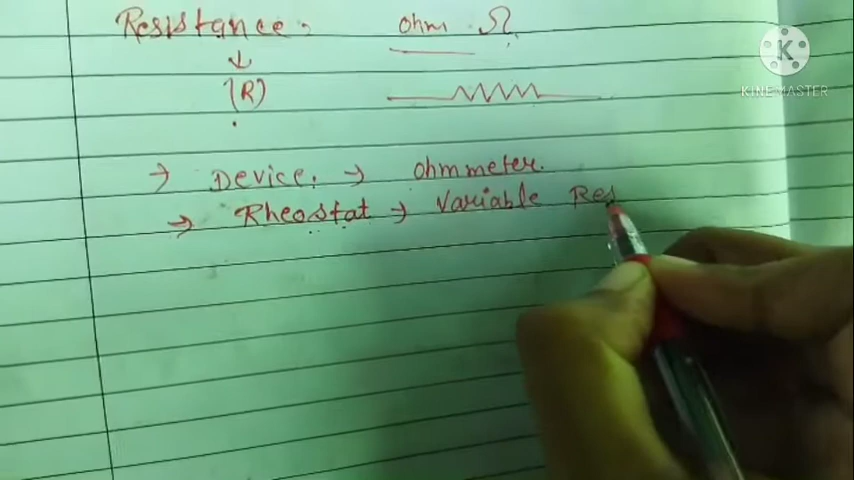 Resistance: ohm Ω
↓
(R)
→ Device. → ohmmeter.
→ Rheostat → Variable Res
K
KINEMASTER